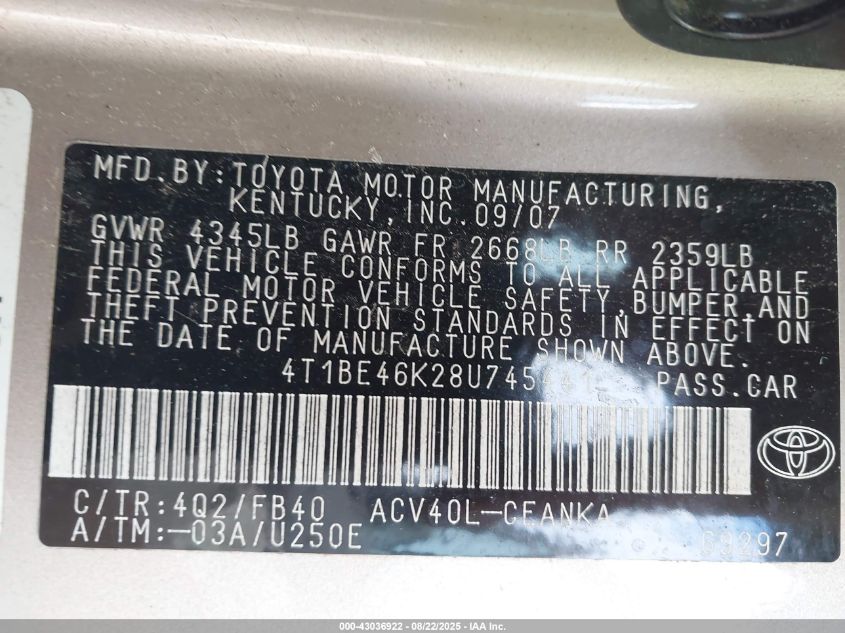 MFD.BY:TOYOTA MOTOR MANUFACTURING,
KENTUCKY,INC.09/07
GVWR 4345LB GAWR FR 2668LB RR 2359LB
THIS VEHICLE CONFORMS TO ALL APPLICABLE
FEDERAL MOTOR VEHICLE SAFETY,BUMPER,AND
THEFT PREVENTION STANDARDS IN EFFECT ON
THE DATE OF MANUFACTURE SHOWN ABOVE.
4T1BE46K28U745441 PASS.CAR
C/TR:4Q2/FB40 ACV40L-CEANKA
A/TM:-03A/U250E
000-43036922 - 08/22/2025 - IAA Inc.